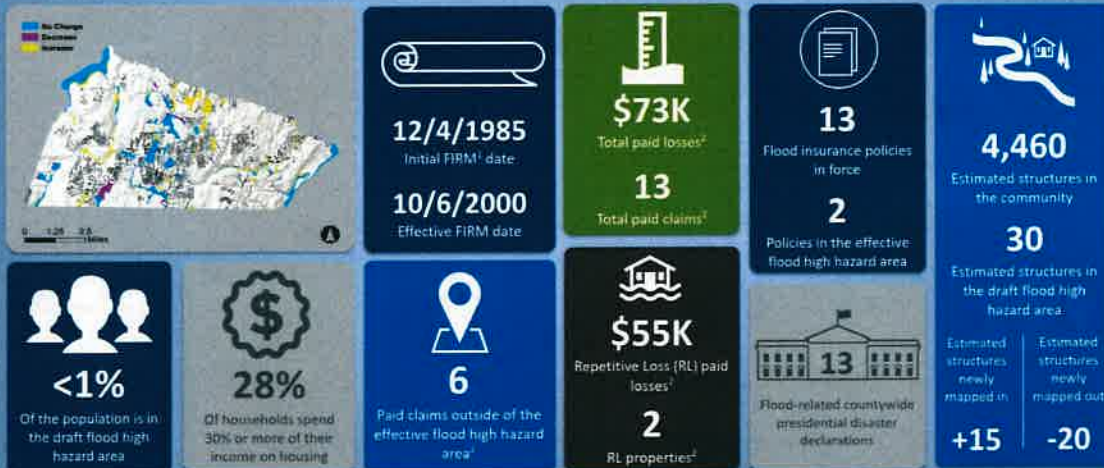 No Change
Decrease
Increase
0 1.25 2.5
Miles
12/4/1985
Initial FIRM¹ date
10/6/2000
Effective FIRM date
$73K
Total paid losses²
13
Total paid claims²
13
Flood insurance policies
in force
2
Policies in the effective
flood high hazard area
4,460
Estimated structures in
the community
30
Estimated structures in
the draft flood high
hazard area
Estimated
structures
newly
mapped in
+15
Estimated
structures
newly
mapped out
-20
<1%
Of the population is in
the draft flood high
hazard area
$
28%
Of households spend
30% or more of their
income on housing
6
Paid claims outside of the
effective flood high hazard
area²
$55K
Repetitive Loss (RL) paid
losses²
2
RL properties²
13
Flood-related countywide
presidential disaster
declarations